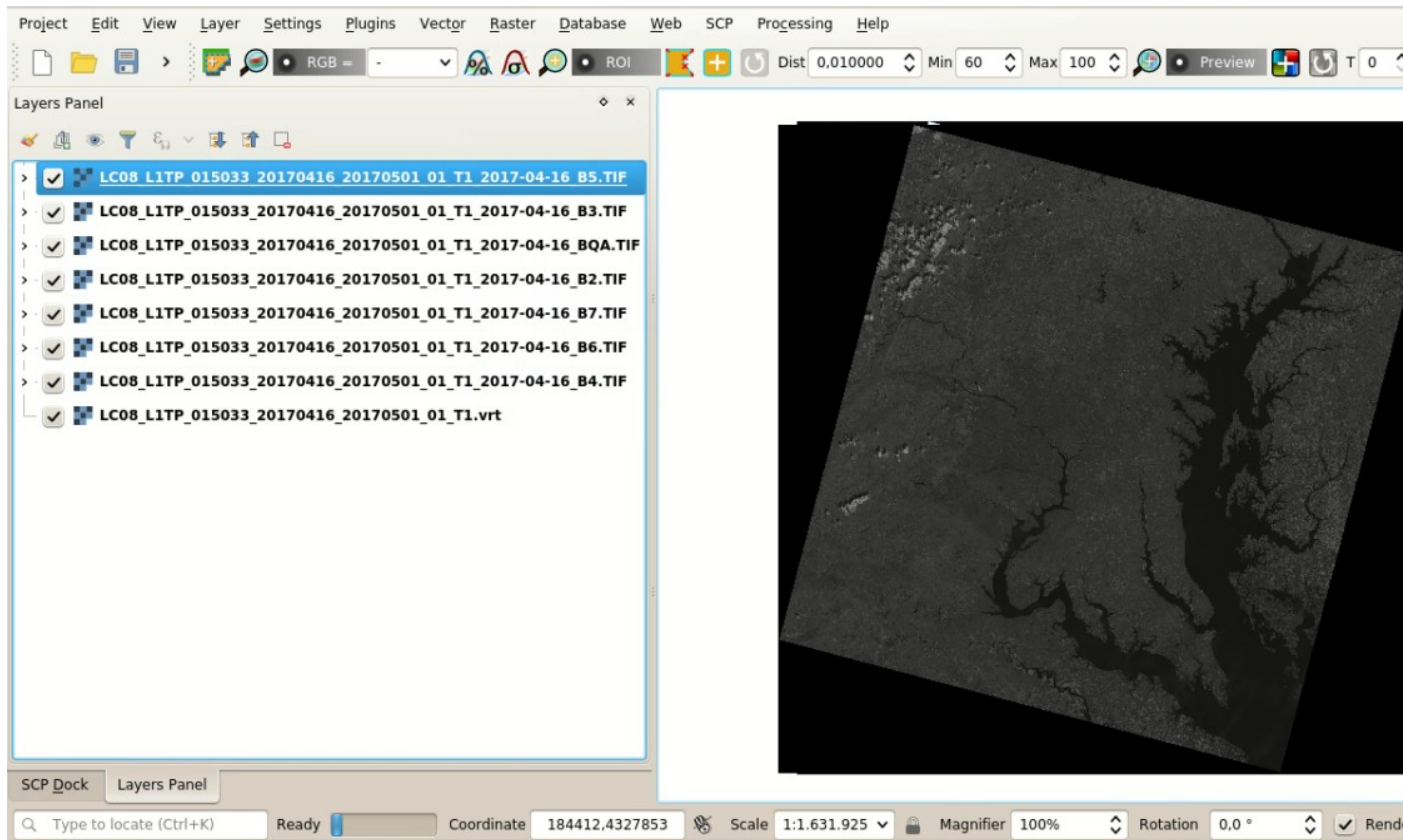 Project Edit View Layer Settings Plugins Vector Raster Database Web SCP Processing Help
RGB = - ROI Dist 0,010000 Min 60 Max 100 Preview T 0
Layers Panel
LC08_L1TP_015033_20170416_20170501_01_T1_2017-04-16_B5.TIF
LC08_L1TP_015033_20170416_20170501_01_T1_2017-04-16_B3.TIF
LC08_L1TP_015033_20170416_20170501_01_T1_2017-04-16_BQA.TIF
LC08_L1TP_015033_20170416_20170501_01_T1_2017-04-16_B2.TIF
LC08_L1TP_015033_20170416_20170501_01_T1_2017-04-16_B7.TIF
LC08_L1TP_015033_20170416_20170501_01_T1_2017-04-16_B6.TIF
LC08_L1TP_015033_20170416_20170501_01_T1_2017-04-16_B4.TIF
LC08_L1TP_015033_20170416_20170501_01_T1.vrt
SCP Dock Layers Panel
Type to locate (Ctrl+K) Ready Coordinate 184412,4327853 Scale 1:1.631.925 Magnifier 100% Rotation 0,0 ° Rend